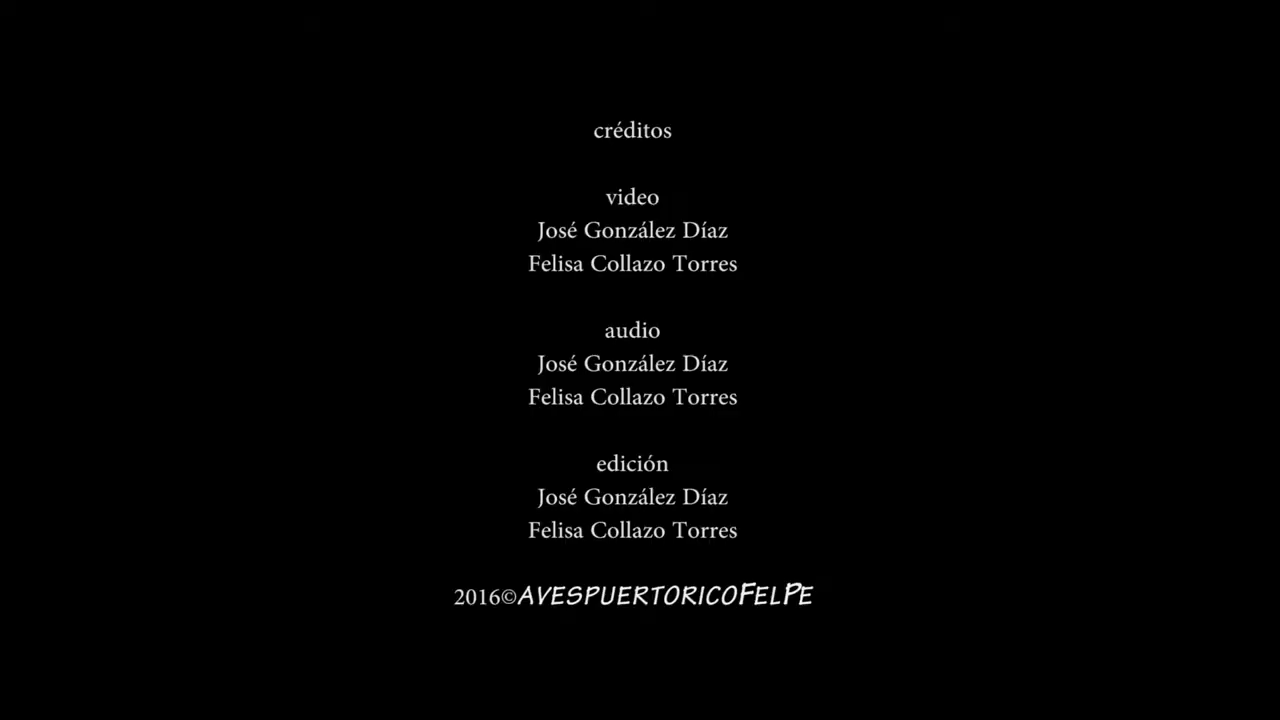 créditos
video
José González Díaz
Felisa Collazo Torres
audio
José González Díaz
Felisa Collazo Torres
edición
José González Díaz
Felisa Collazo Torres
2016©AVESPUERTORICOFELPE